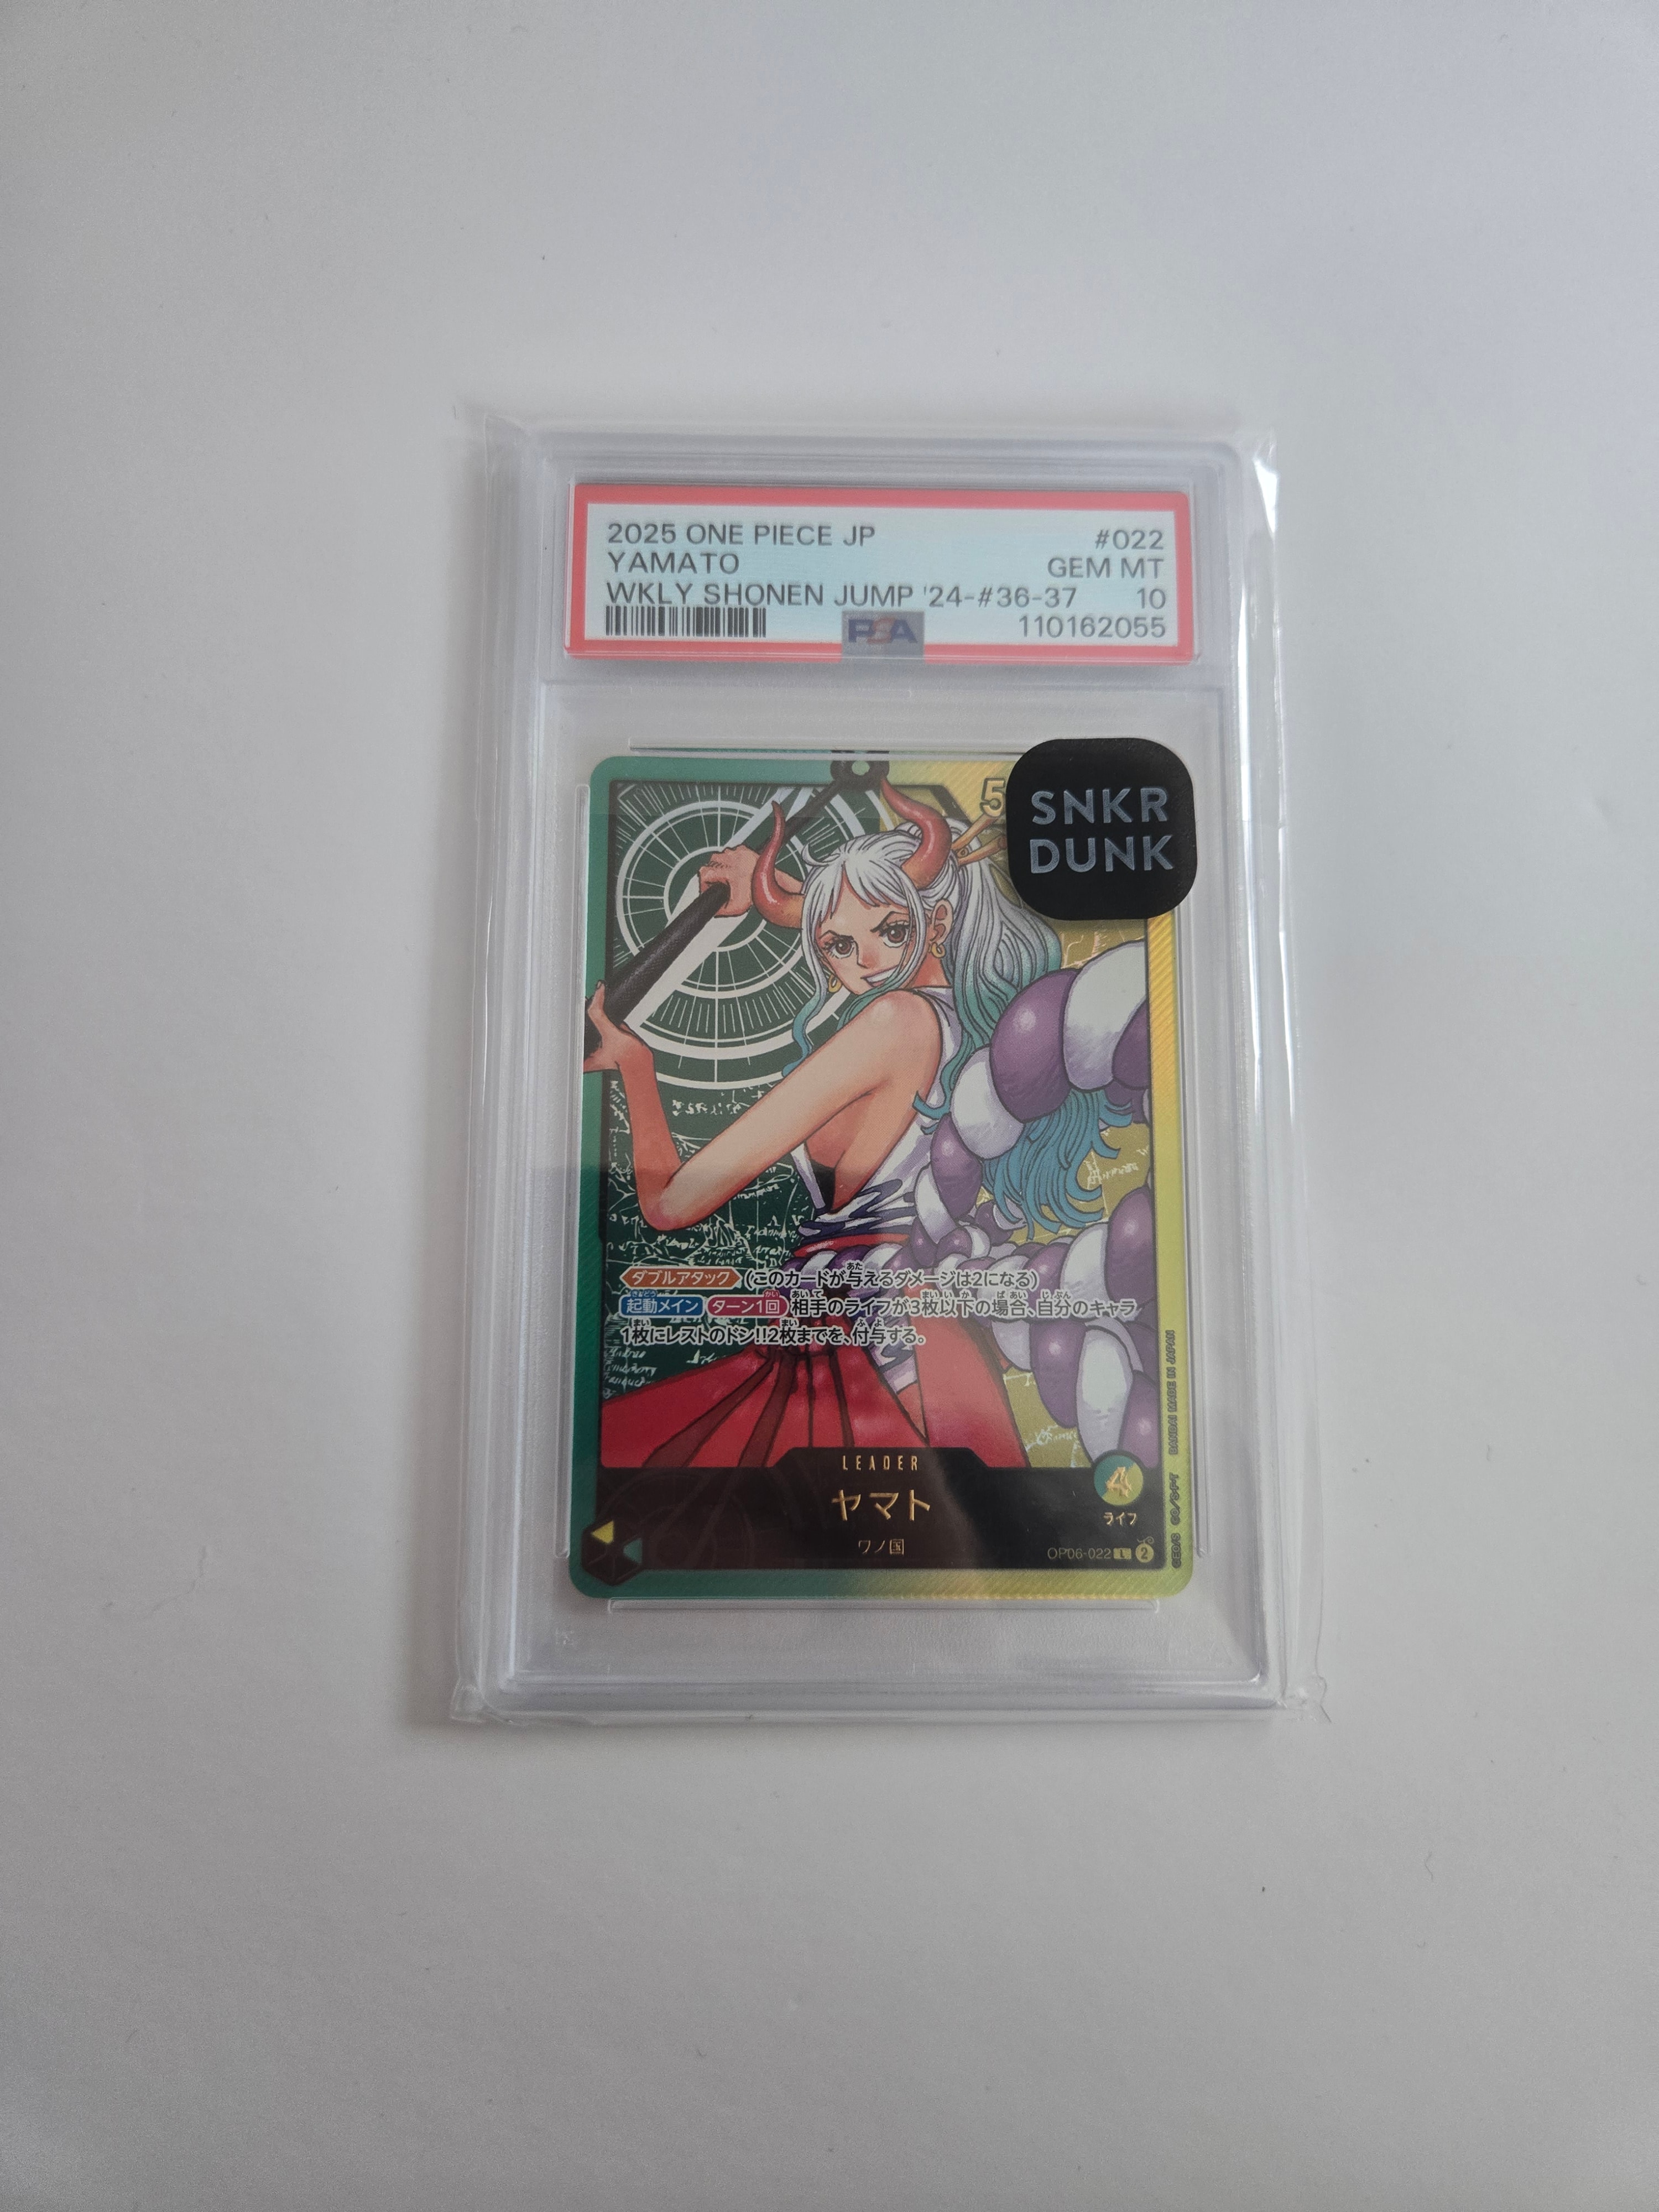 2025 ONE PIECE JP #022
YAMATO GEM MT
WKLY SHONEN JUMP '24-#36-37 10
PSA 110162055
5
SNKR
DUNK
ダブルアタック (このカードが与えるダメージは2になる)
起動メイン ターン1回 相手のライフが3枚以下の場合、自分のキャラ
1枚にレストのドン!!2枚までを、付与する。
LEADER
ヤマト
ワノ国
4
ライフ
OP06-022 L 2
BANDAI MADE IN JAPAN